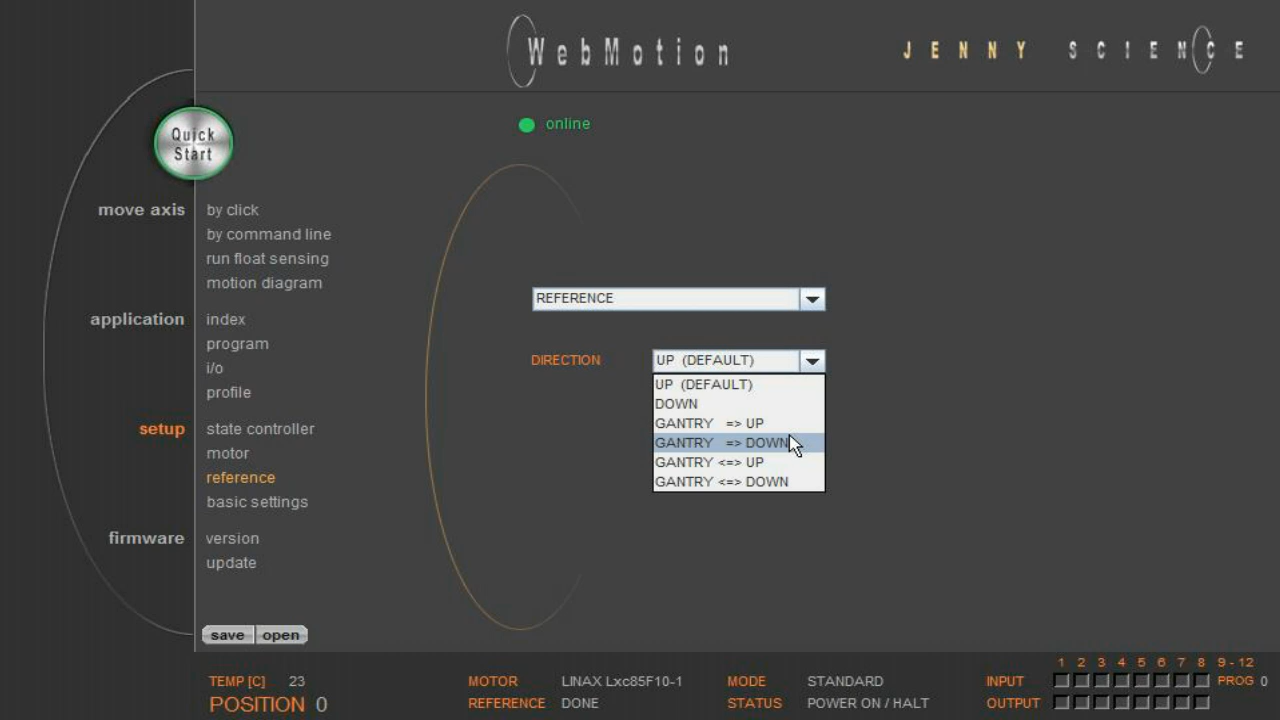 WebMotion
JENNY SCIENCE
Quick
Start
online
move axis
by click
by command line
run float sensing
motion diagram
application
index
program
i/o
profile
setup
state controller
motor
reference
basic settings
firmware
version
update
save open
REFERENCE
DIRECTION
UP (DEFAULT)
UP (DEFAULT)
DOWN
GANTRY => UP
GANTRY => DOWN
GANTRY <=> UP
GANTRY <=> DOWN
TEMP [C] 23
POSITION 0
MOTOR LINAX Lxc85F10-1
REFERENCE DONE
MODE STANDARD
STATUS POWER ON / HALT
1 2 3 4 5 6 7 8 9 - 12
INPUT PROG 0
OUTPUT